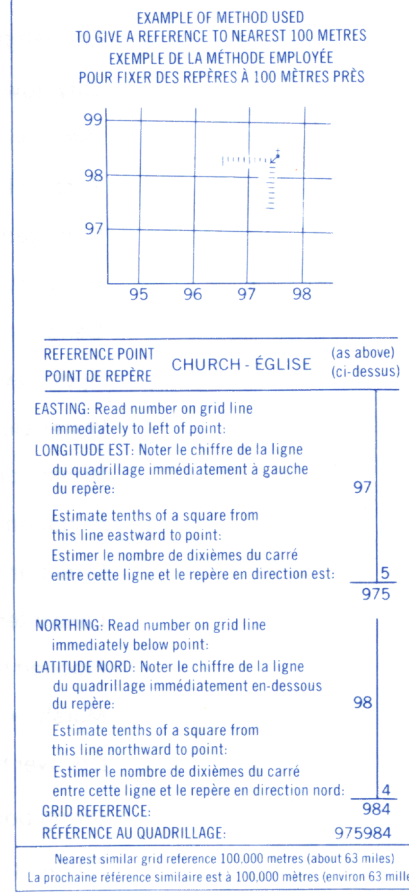 EXAMPLE OF METHOD USED
TO GIVE A REFERENCE TO NEAREST 100 METRES
EXEMPLE DE LA MÉTHODE EMPLOYÉE
POUR FIXER DES REPÈRES À 100 MÈTRES PRÈS
99
98
97
95 96 97 98
REFERENCE POINT
POINT DE REPÈRE
CHURCH - ÉGLISE
(as above)
(ci-dessus)
EASTING: Read number on grid line
immediately to left of point:
LONGITUDE EST: Noter le chiffre de la ligne
du quadrillage immédiatement à gauche
du repère: 97
Estimate tenths of a square from
this line eastward to point:
Estimer le nombre de dixièmes du carré
entre cette ligne et le repère en direction est: 5
975
NORTHING: Read number on grid line
immediately below point:
LATITUDE NORD: Noter le chiffre de la ligne
du quadrillage immédiatement en-dessous
du repère: 98
Estimate tenths of a square from
this line northward to point:
Estimer le nombre de dixièmes du carré
entre cette ligne et le repère en direction nord: 4
GRID REFERENCE: 984
RÉFÉRENCE AU QUADRILLAGE: 975984
Nearest similar grid reference 100,000 metres (about 63 miles)
La prochaine référence similaire est à 100,000 mètres (environ 63